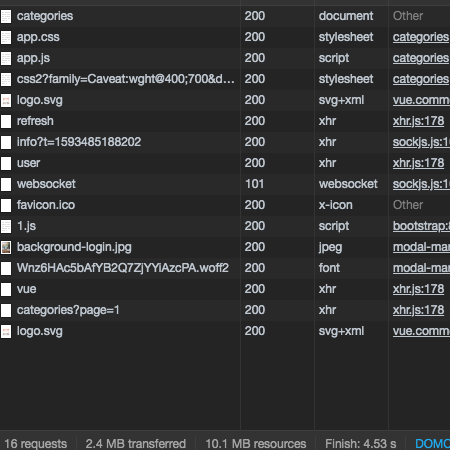 categories 200 document Other
app.css 200 stylesheet categories
app.js 200 script categories
css2?family=Caveat:wght@400;700&d... 200 stylesheet categories
logo.svg 200 svg+xml vue.comm
refresh 200 xhr xhr.js:178
info?t=1593485188202 200 xhr sockjs.js:1
user 200 xhr xhr.js:178
websocket 101 websocket sockjs.js:1
favicon.ico 200 x-icon Other
1.js 200 script bootstrap:
background-login.jpg 200 jpeg modal-mar
Wnz6HAc5bAfYB2Q7ZjYYiAzcPA.woff2 200 font modal-mar
vue 200 xhr xhr.js:178
categories?page=1 200 xhr xhr.js:178
logo.svg 200 svg+xml vue.comm
16 requests 2.4 MB transferred 10.1 MB resources Finish: 4.53 s DOMC